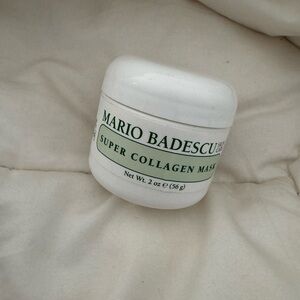 MARIO BADESCU
SUPER COLLAGEN MASK
Net Wt. 2 oz ℮ (56 g)